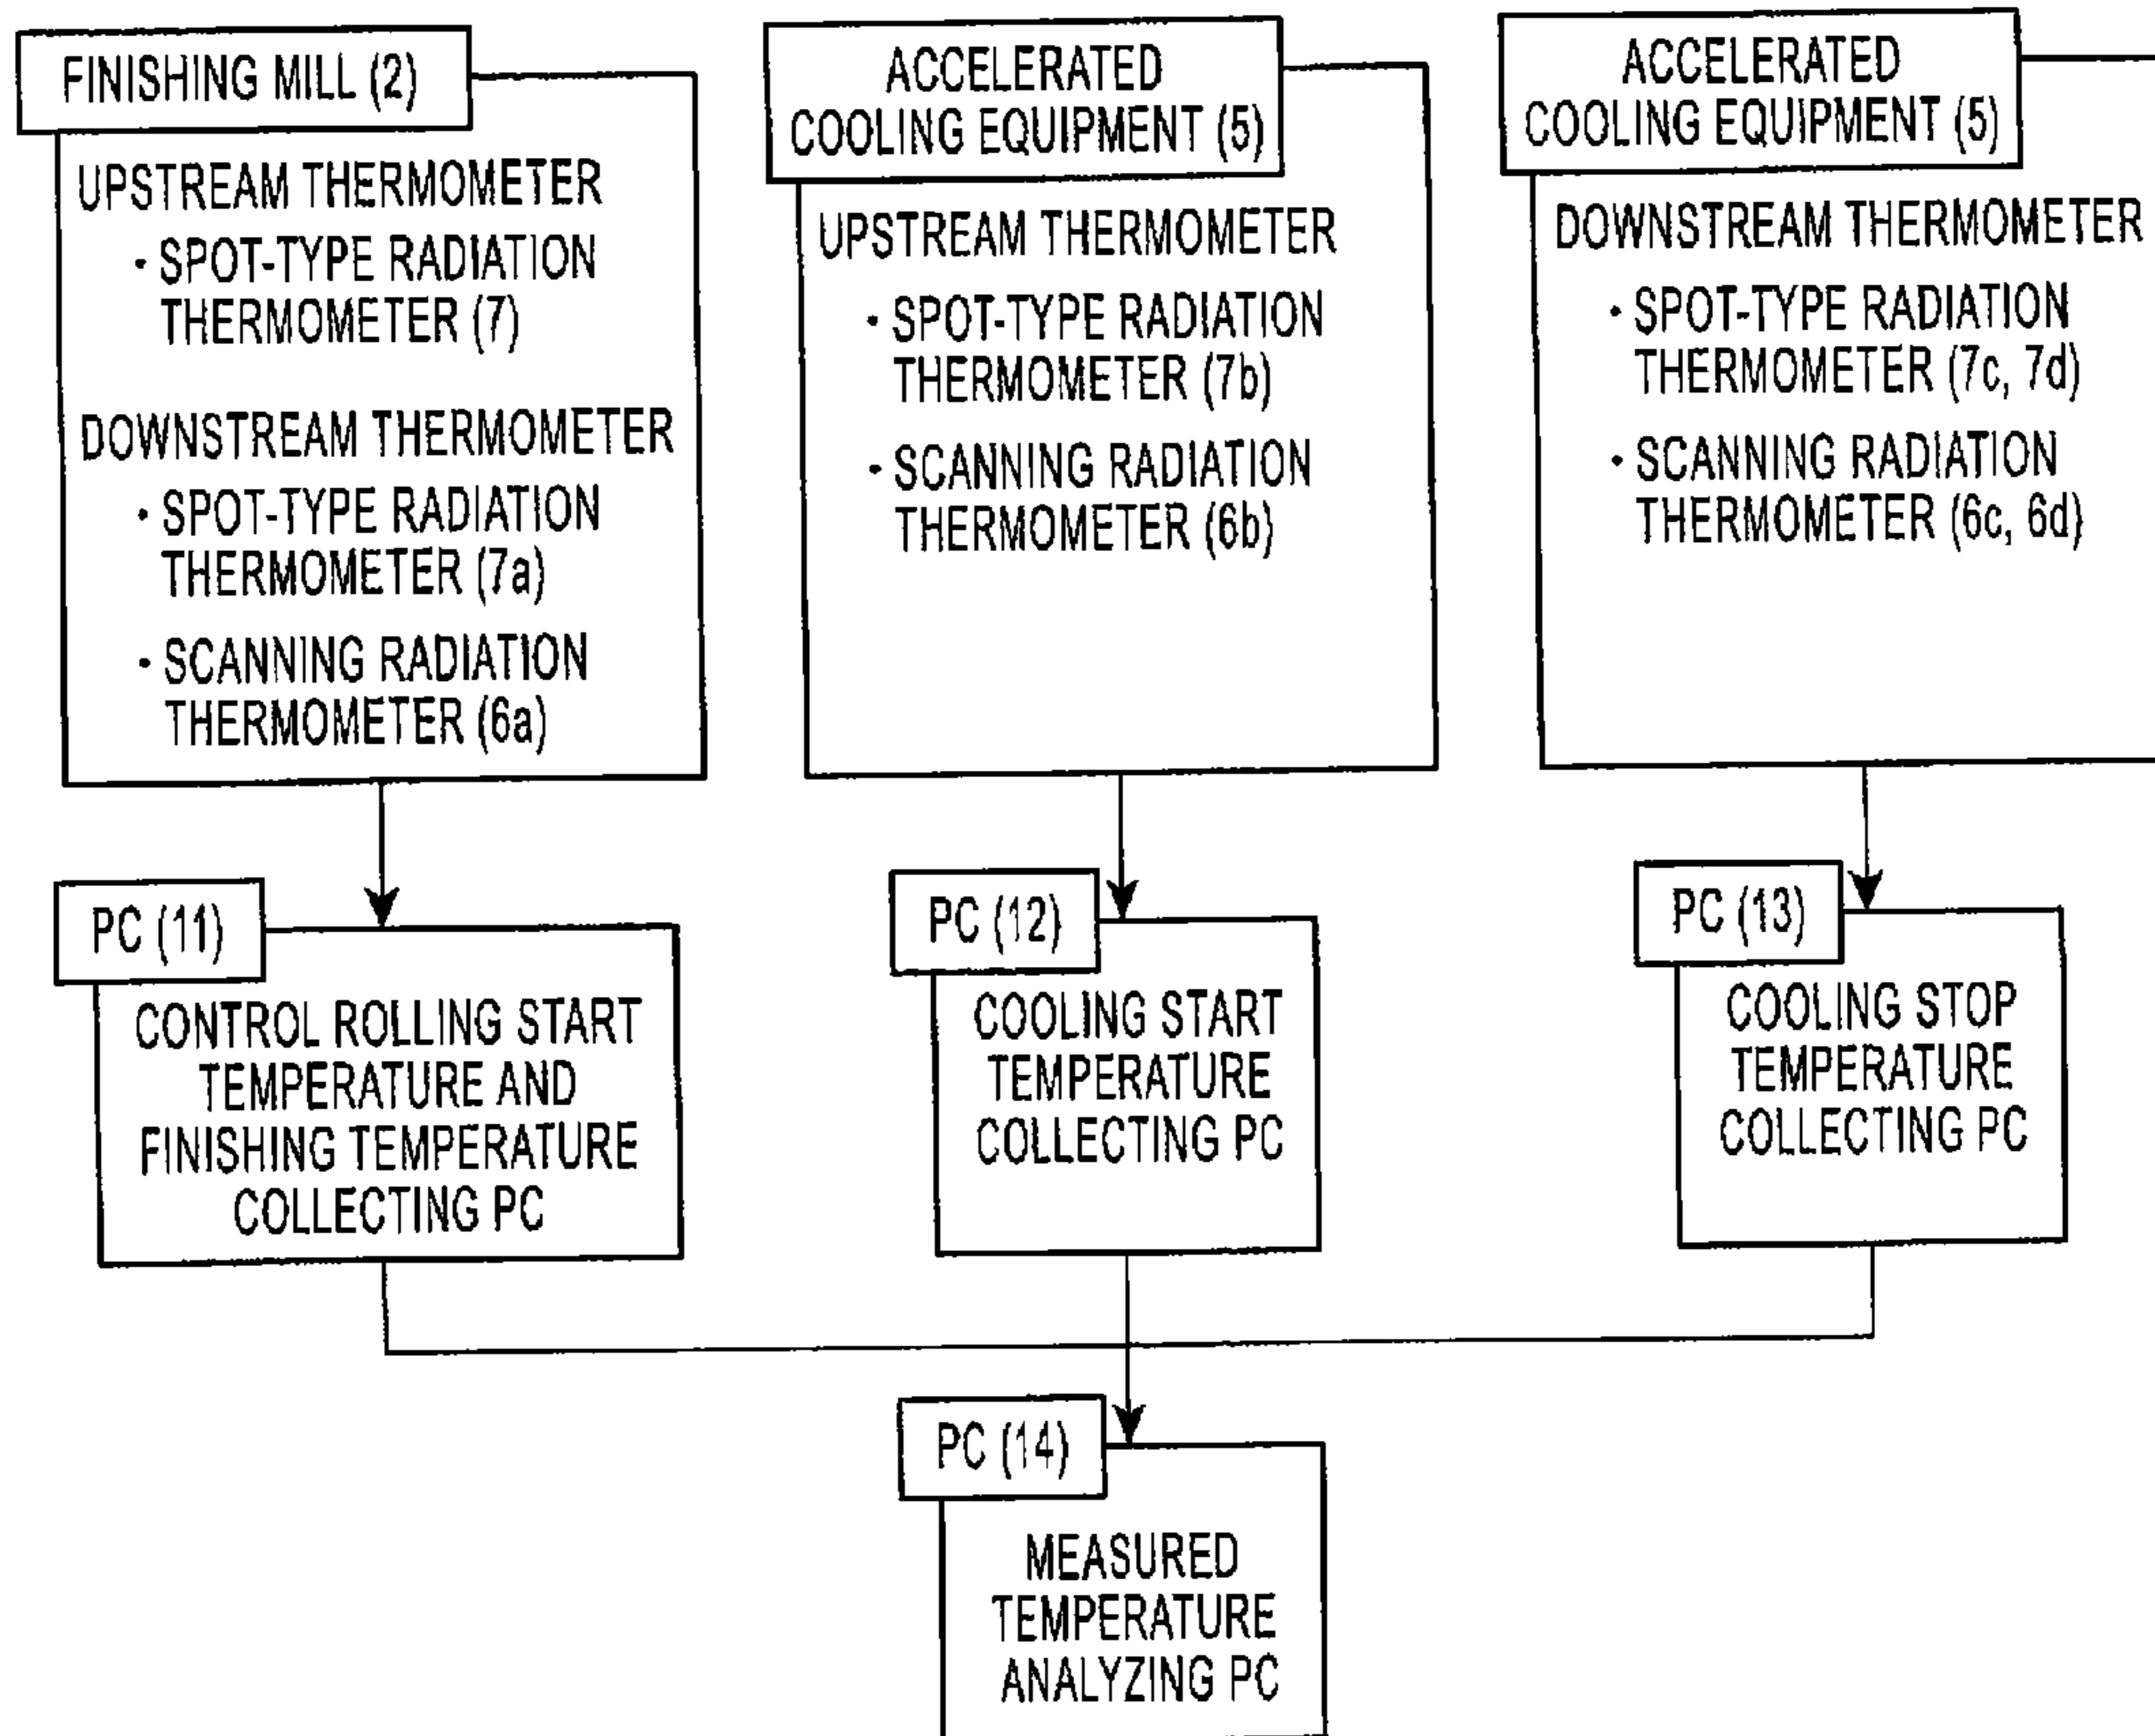 FINISHING MILL (2)
UPSTREAM THERMOMETER
• SPOT-TYPE RADIATION
THERMOMETER (7)
DOWNSTREAM THERMOMETER
• SPOT-TYPE RADIATION
THERMOMETER (7a)
• SCANNING RADIATION
THERMOMETER (6a)
ACCELERATED
COOLING EQUIPMENT (5)
UPSTREAM THERMOMETER
• SPOT-TYPE RADIATION
THERMOMETER (7b)
• SCANNING RADIATION
THERMOMETER (6b)
ACCELERATED
COOLING EQUIPMENT (5)
DOWNSTREAM THERMOMETER
• SPOT-TYPE RADIATION
THERMOMETER (7c, 7d)
• SCANNING RADIATION
THERMOMETER (6c, 6d)
PC (11)
CONTROL ROLLING START
TEMPERATURE AND
FINISHING TEMPERATURE
COLLECTING PC
PC (12)
COOLING START
TEMPERATURE
COLLECTING PC
PC (13)
COOLING STOP
TEMPERATURE
COLLECTING PC
PC (14)
MEASURED
TEMPERATURE
ANALYZING PC